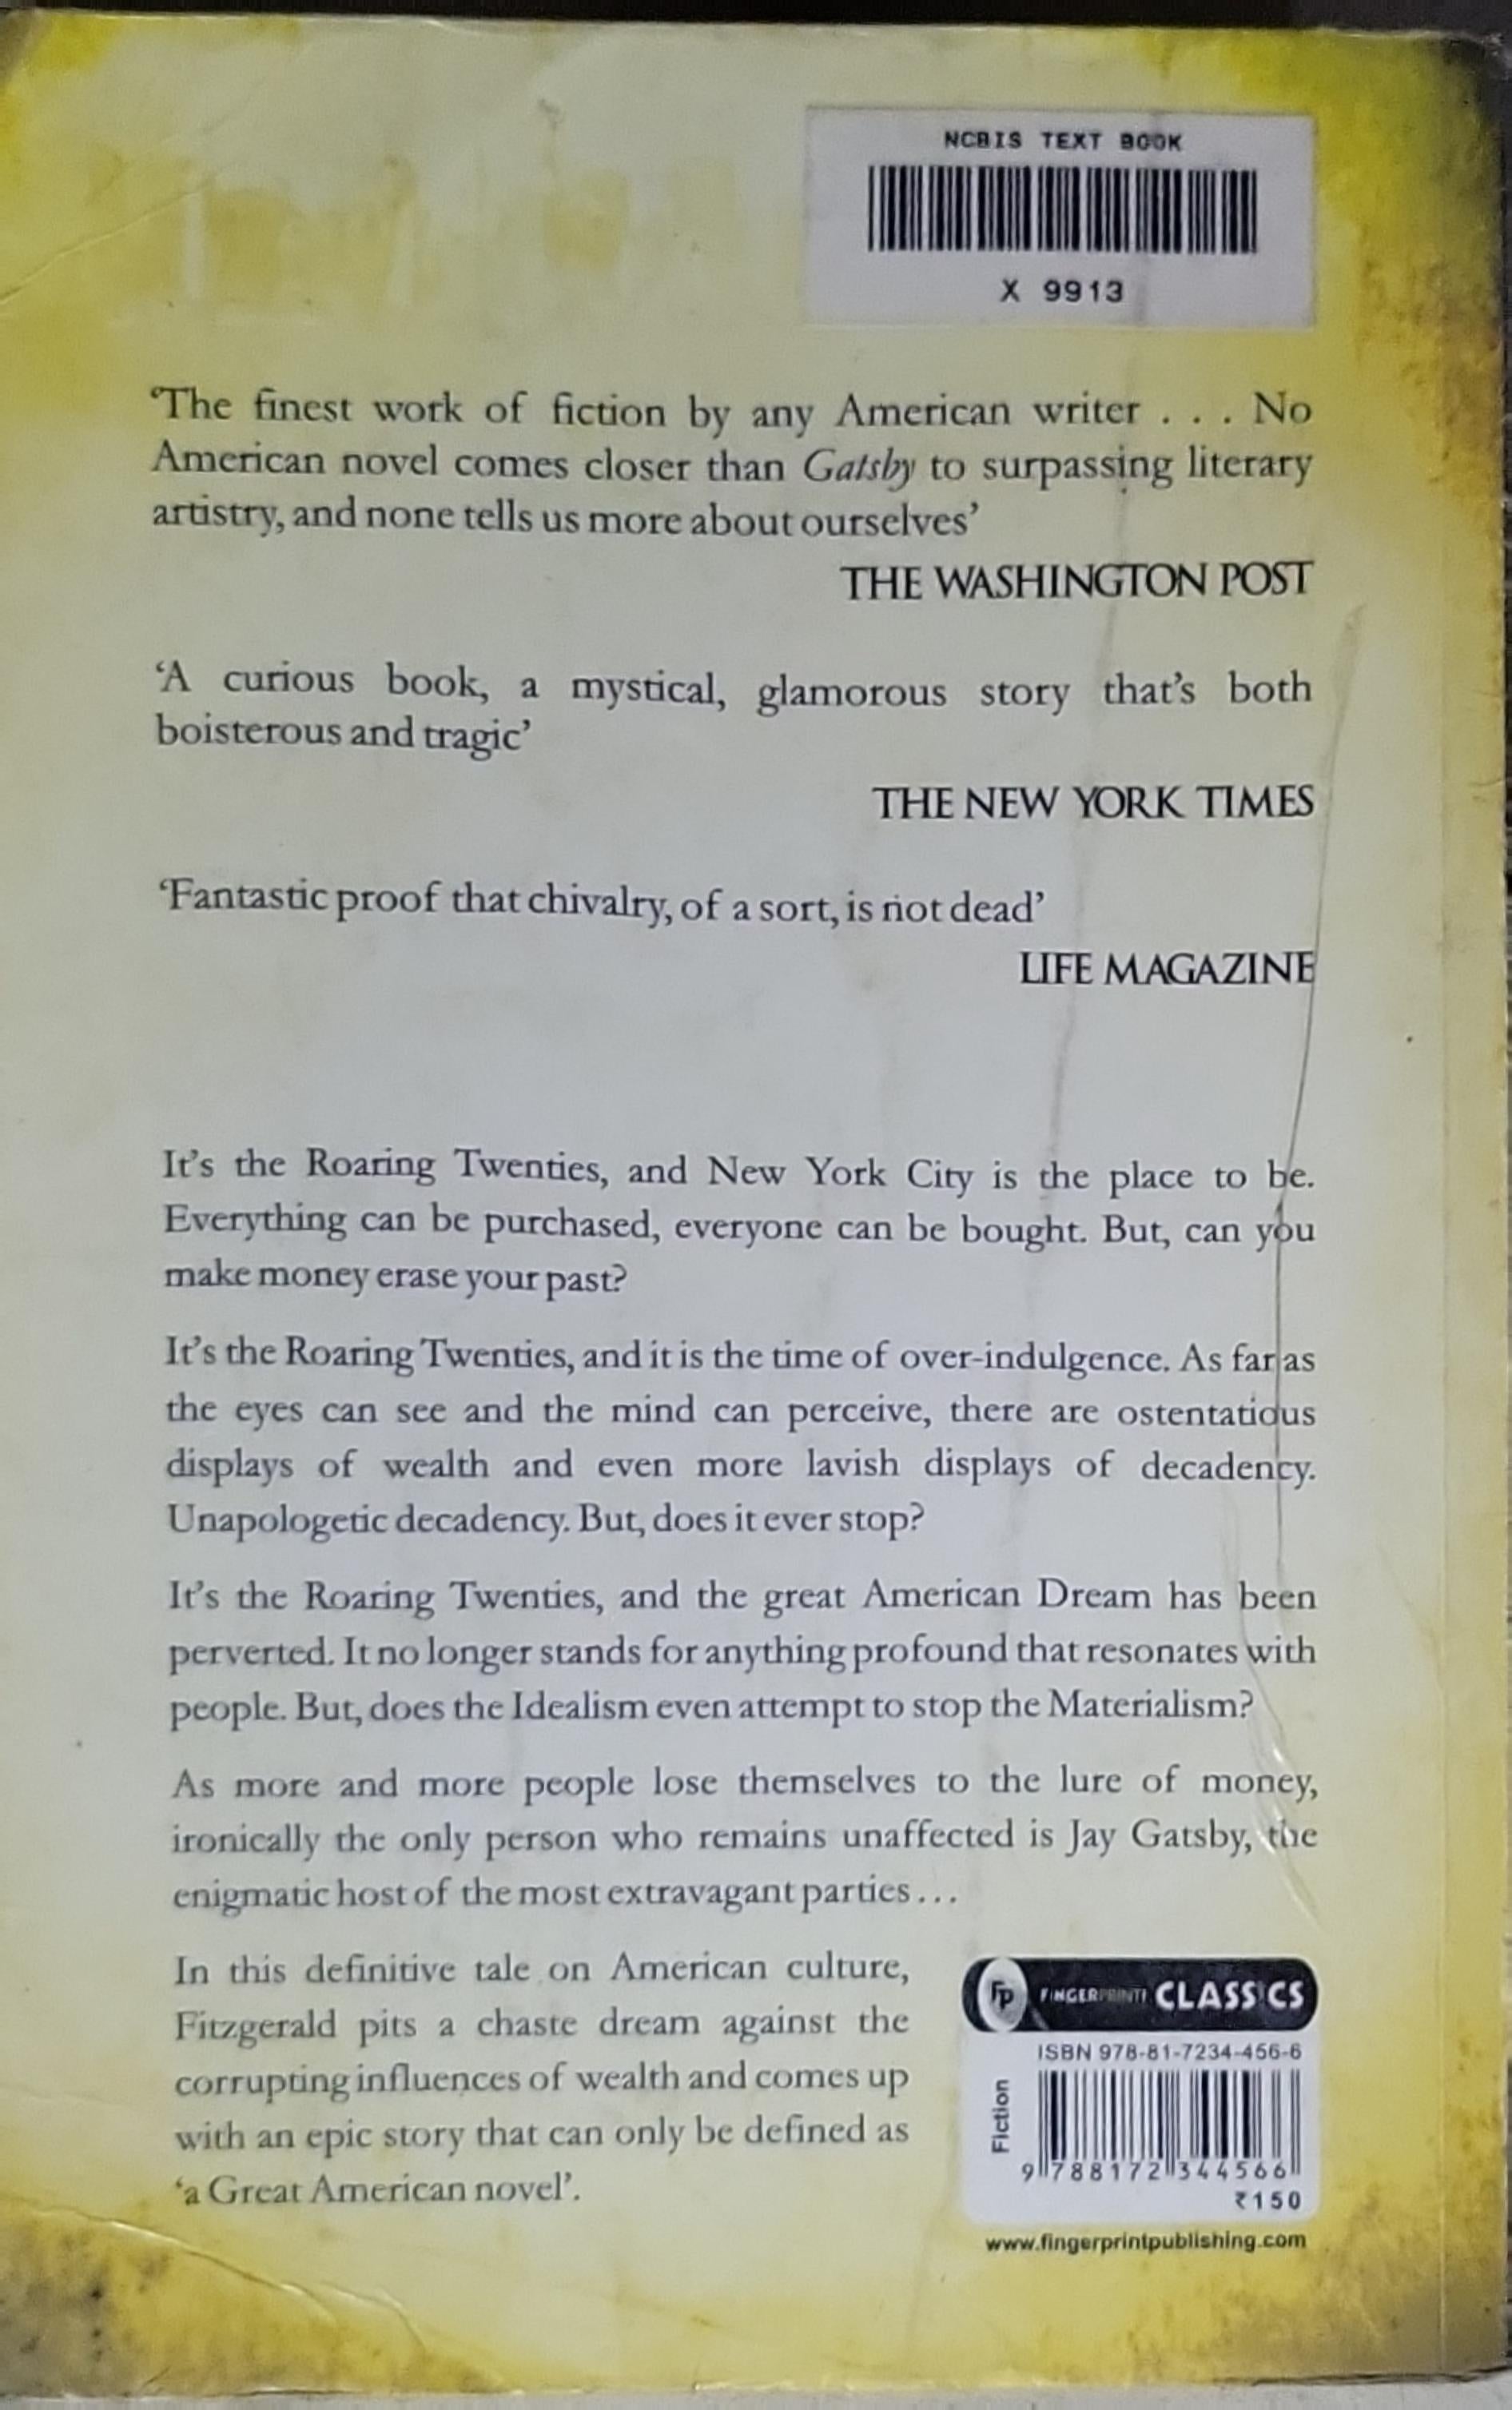 NCBIS TEXT BOOK
X 9913
‘The finest work of fiction by any American writer . . . No
American novel comes closer than Gatsby to surpassing literary
artistry, and none tells us more about ourselves’
THE WASHINGTON POST
‘A curious book, a mystical, glamorous story that’s both
boisterous and tragic’
THE NEW YORK TIMES
‘Fantastic proof that chivalry, of a sort, is not dead’
LIFE MAGAZINE
It’s the Roaring Twenties, and New York City is the place to be.
Everything can be purchased, everyone can be bought. But, can you
make money erase your past?
It’s the Roaring Twenties, and it is the time of over-indulgence. As far as
the eyes can see and the mind can perceive, there are ostentatious
displays of wealth and even more lavish displays of decadency.
Unapologetic decadency. But, does it ever stop?
It’s the Roaring Twenties, and the great American Dream has been
perverted. It no longer stands for anything profound that resonates with
people. But, does the Idealism even attempt to stop the Materialism?
As more and more people lose themselves to the lure of money,
ironically the only person who remains unaffected is Jay Gatsby, the
enigmatic host of the most extravagant parties . . .
In this definitive tale on American culture,
Fitzgerald pits a chaste dream against the
corrupting influences of wealth and comes up
with an epic story that can only be defined as
‘a Great American novel’.
FP FINGERPRINT! CLASSICS
ISBN 978-81-7234-456-6
Fiction
9 788172 344566
₹150
www.fingerprintpublishing.com